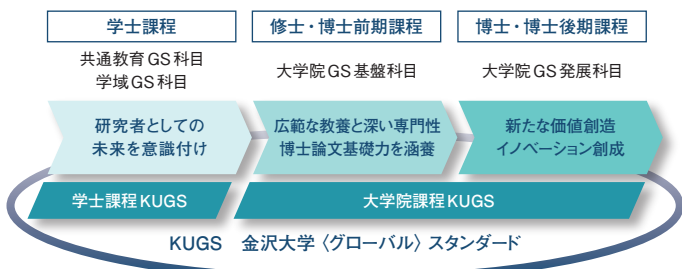 学士課程
修士・博士前期課程
博士・博士後期課程
共通教育GS科目
学域GS科目
大学院GS基盤科目
大学院GS発展科目
研究者としての
未来を意識付け
広範な教養と深い専門性
博士論文基礎力を涵養
新たな価値創造
イノベーション創成
学士課程KUGS
大学院課程KUGS
KUGS 金沢大学〈グローバル〉スタンダード